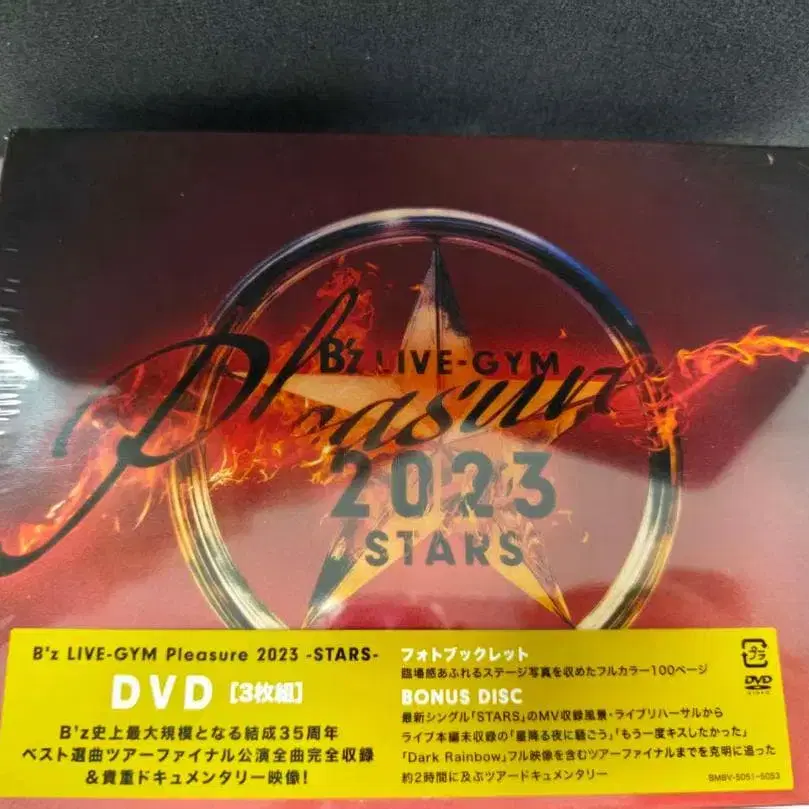 B'z LIVE-GYM
Pleasure
2023
STARS
B'z LIVE-GYM Pleasure 2023 -STARS-
DVD [3枚組]
B'z史上最大規模となる結成35周年
ベスト選曲ツアーファイナル公演全曲完全収録
&貴重ドキュメンタリー映像!
フォトブックレット
臨場感あふれるステージ写真を収めたフルカラー100ページ
BONUS DISC
最新シングル「STARS」のMV収録風景・ライブリハーサルから
ライブ本編未収録の「星降る夜に騒ごう」「もう一度キスしたかった」
「Dark Rainbow」フル映像を含むツアーファイナルまでを克明に追った
約2時間に及ぶツアードキュメンタリー
プラ
DVD
VIDEO
BMBV-5051~5053